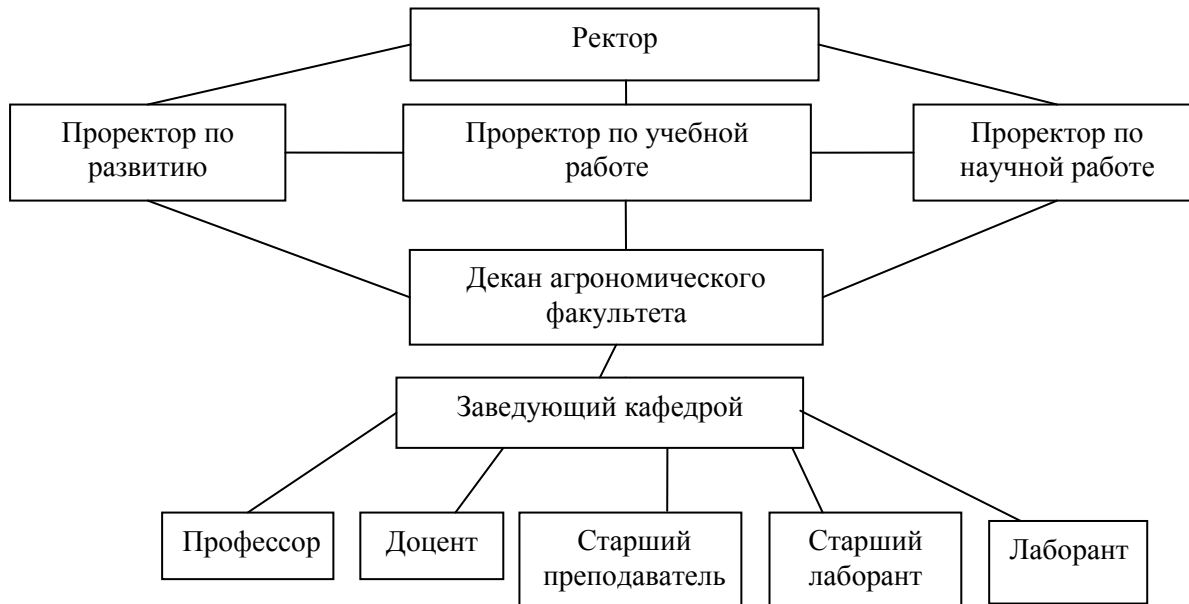 Ректор
Проректор по
развитию
Проректор по учебной
работе
Проректор по
научной работе
Декан агрономического
факультета
Заведующий кафедрой
Профессор
Доцент
Старший
преподаватель
Старший
лаборант
Лаборант